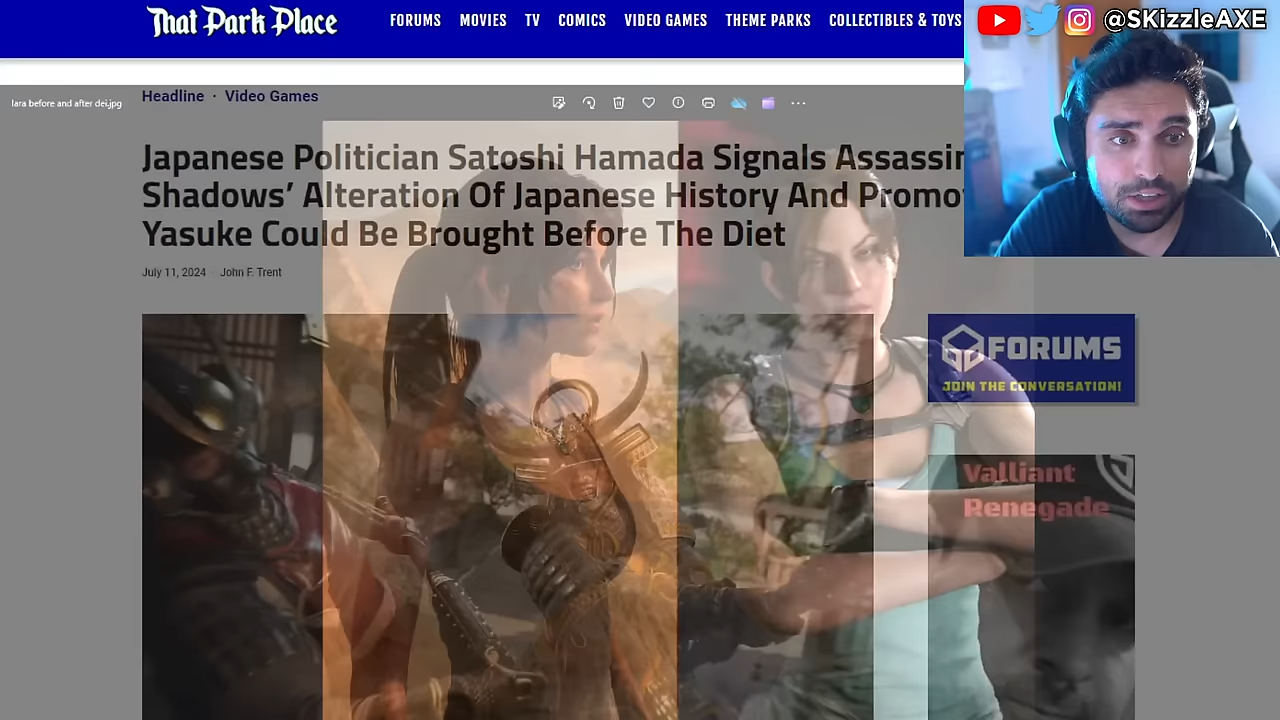 That Park Place
FORUMS MOVIES TV COMICS VIDEO GAMES THEME PARKS COLLECTIBLES & TOYS
@SKizzleAXE
lara before and after dei.jpg
Headline · Video Games
Japanese Politician Satoshi Hamada Signals Assassin
Shadows’ Alteration Of Japanese History And Promo
Yasuke Could Be Brought Before The Diet
July 11, 2024 John F. Trent
FORUMS
JOIN THE CONVERSATION!
Valliant
Renegade